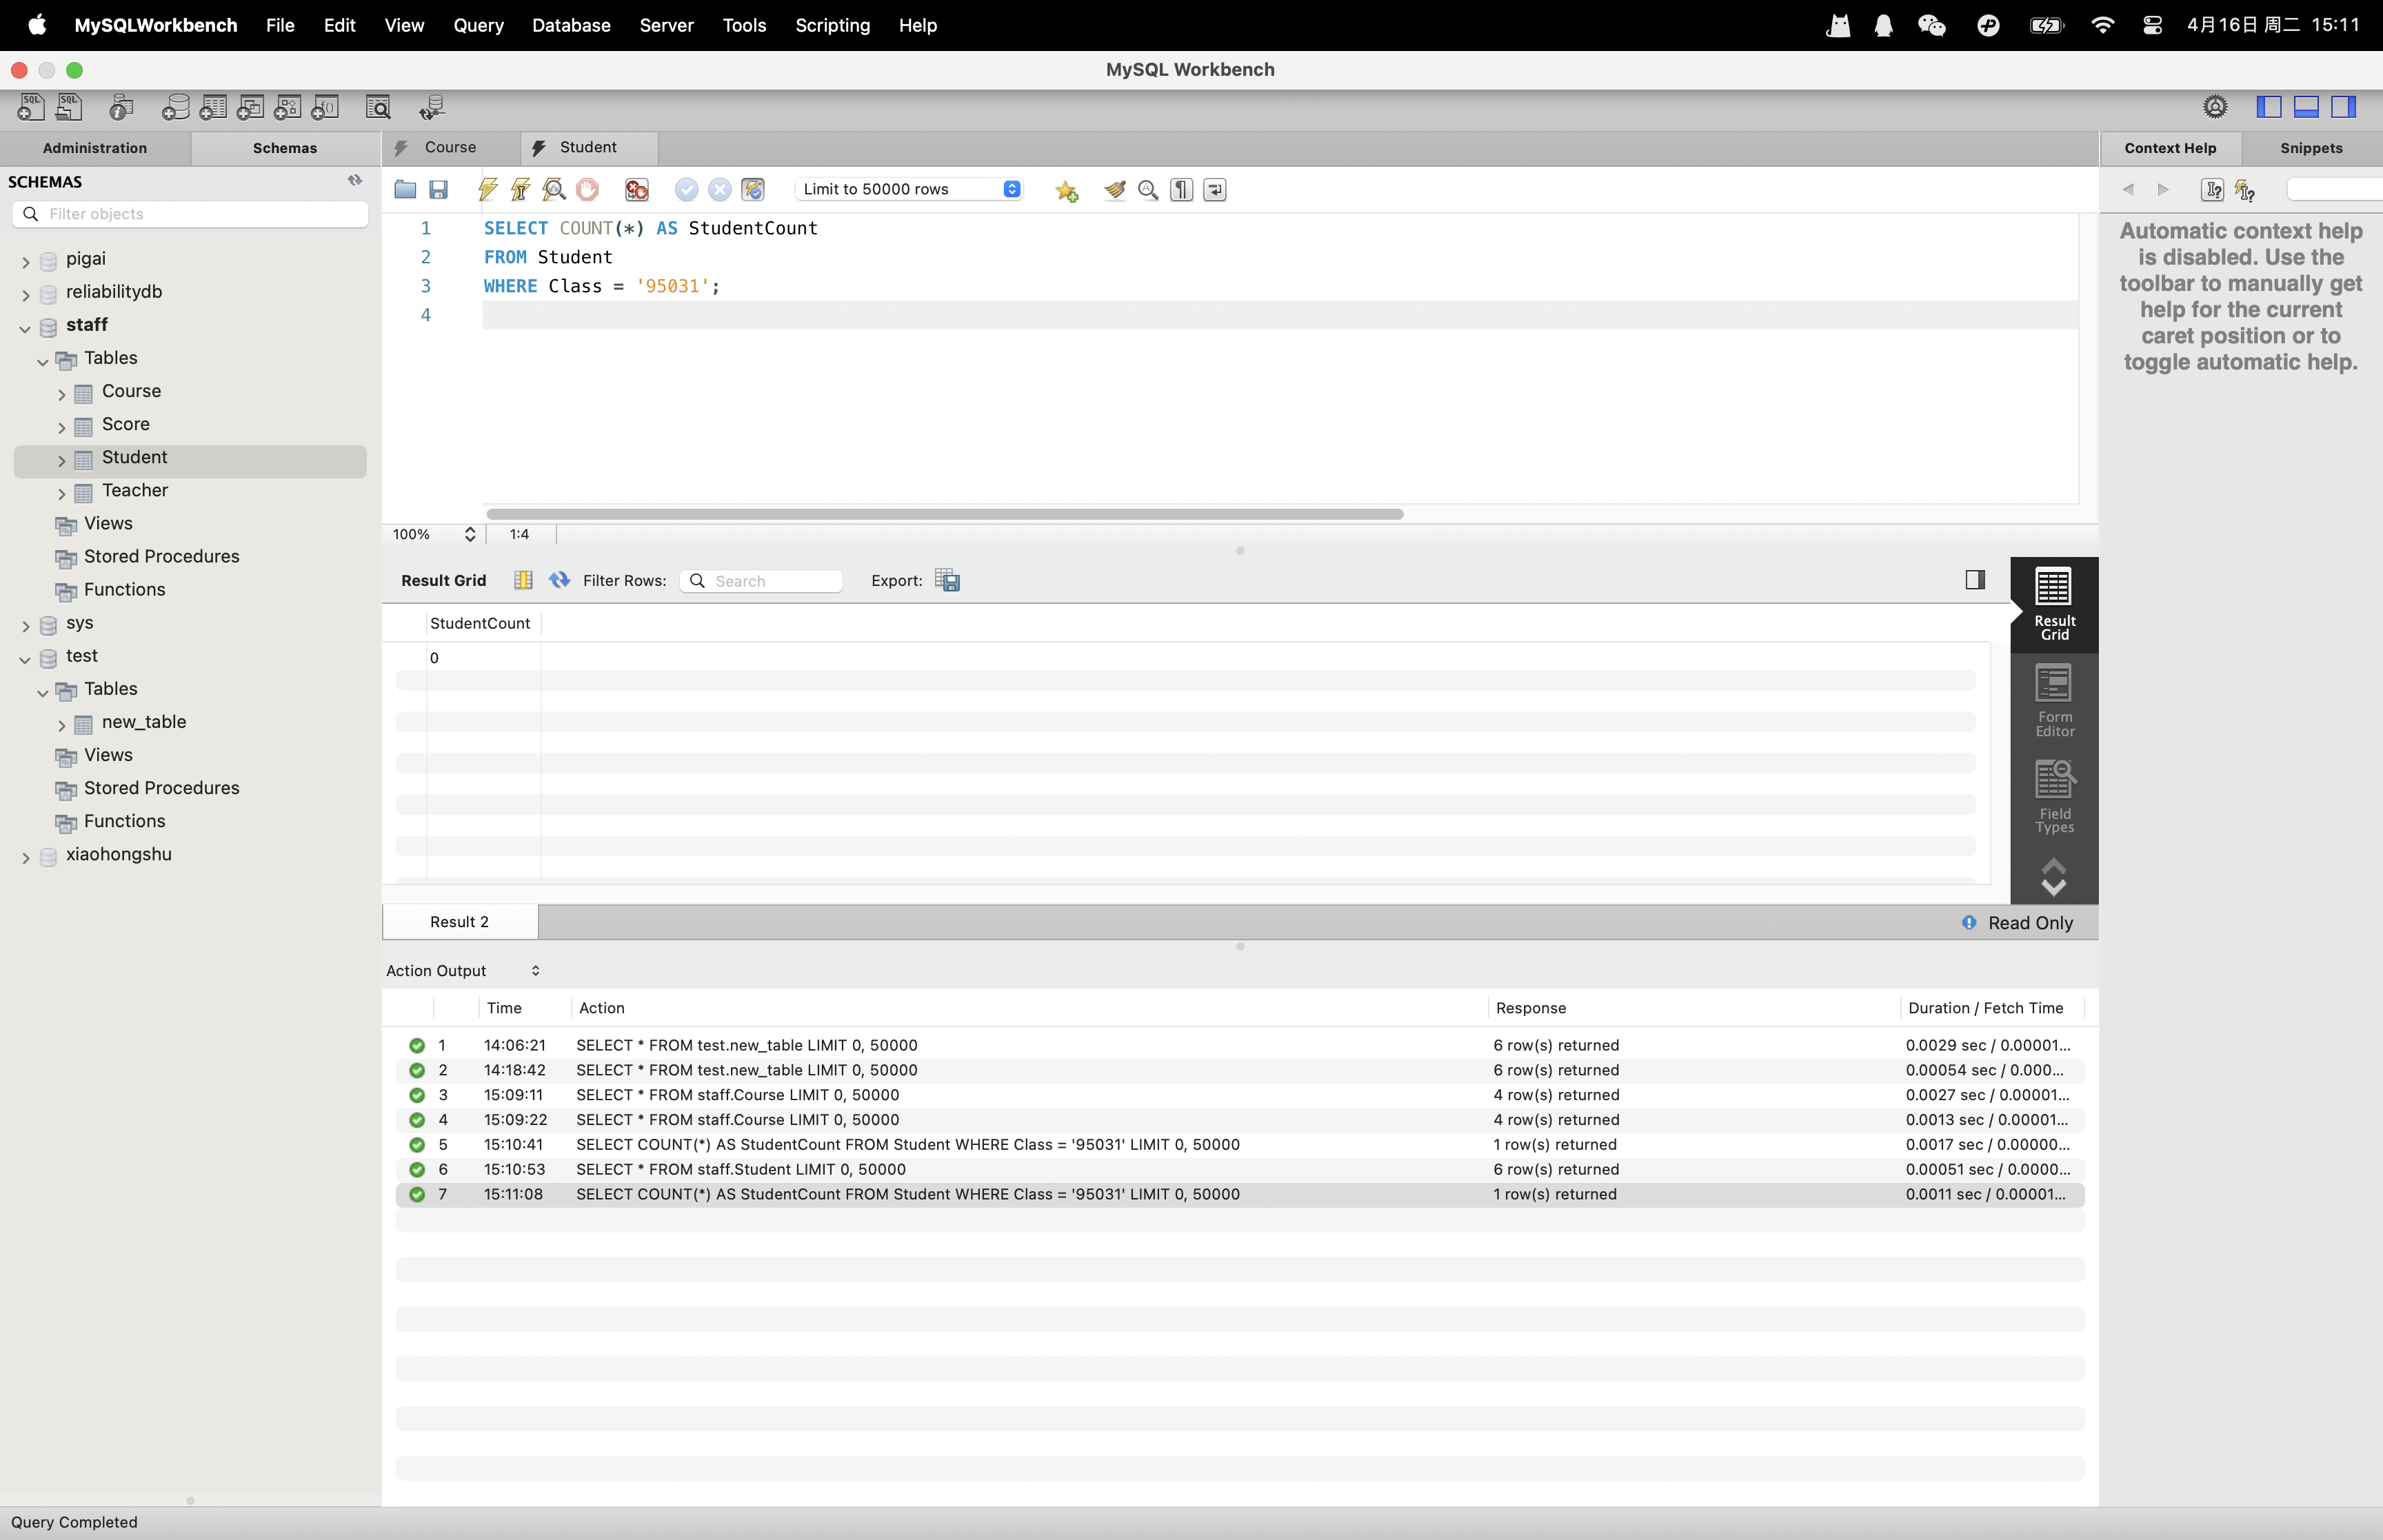 MySQLWorkbench File Edit View Query Database Server Tools Scripting Help 4月16日 周二 15:11
MySQL Workbench
Administration Schemas
SCHEMAS
Filter objects
pigai
reliabilitydb
staff
Tables
Course
Score
Student
Teacher
Views
Stored Procedures
Functions
sys
test
Tables
new_table
Views
Stored Procedures
Functions
xiaohongshu
Course Student
Limit to 50000 rows
1 SELECT COUNT(*) AS StudentCount
2 FROM Student
3 WHERE Class = '95031';
4
100% 1:4
Result Grid Filter Rows: Search Export:
StudentCount
0
Result
Grid
Form
Editor
Field
Types
Result 2 Read Only
Action Output
Time Action Response Duration / Fetch Time
1 14:06:21 SELECT * FROM test.new_table LIMIT 0, 50000 6 row(s) returned 0.0029 sec / 0.00001...
2 14:18:42 SELECT * FROM test.new_table LIMIT 0, 50000 6 row(s) returned 0.00054 sec / 0.000...
3 15:09:11 SELECT * FROM staff.Course LIMIT 0, 50000 4 row(s) returned 0.0027 sec / 0.00001...
4 15:09:22 SELECT * FROM staff.Course LIMIT 0, 50000 4 row(s) returned 0.0013 sec / 0.00001...
5 15:10:41 SELECT COUNT(*) AS StudentCount FROM Student WHERE Class = '95031' LIMIT 0, 50000 1 row(s) returned 0.0017 sec / 0.00000...
6 15:10:53 SELECT * FROM staff.Student LIMIT 0, 50000 6 row(s) returned 0.00051 sec / 0.0000...
7 15:11:08 SELECT COUNT(*) AS StudentCount FROM Student WHERE Class = '95031' LIMIT 0, 50000 1 row(s) returned 0.0011 sec / 0.00001...
Context Help Snippets
Automatic context help
is disabled. Use the
toolbar to manually get
help for the current
caret position or to
toggle automatic help.
Query Completed